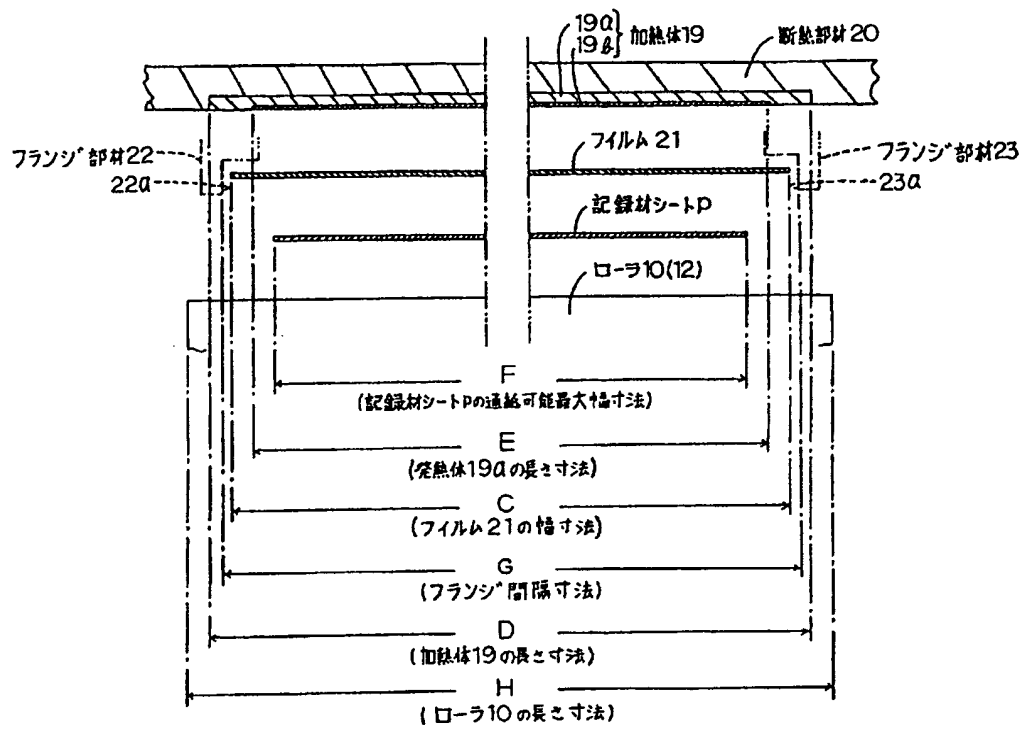 19a
19b
加熱体19
断熱部材20
フランジ部材22
22a
フィルム21
フランジ部材23
23a
記録材シートP
ローラ10(12)
F
(記録材シートPの通紙可能最大幅寸法)
E
(発熱体19aの長さ寸法)
C
(フィルム21の幅寸法)
G
(フランジ間隔寸法)
D
(加熱体19の長さ寸法)
H
(ローラ10の長さ寸法)